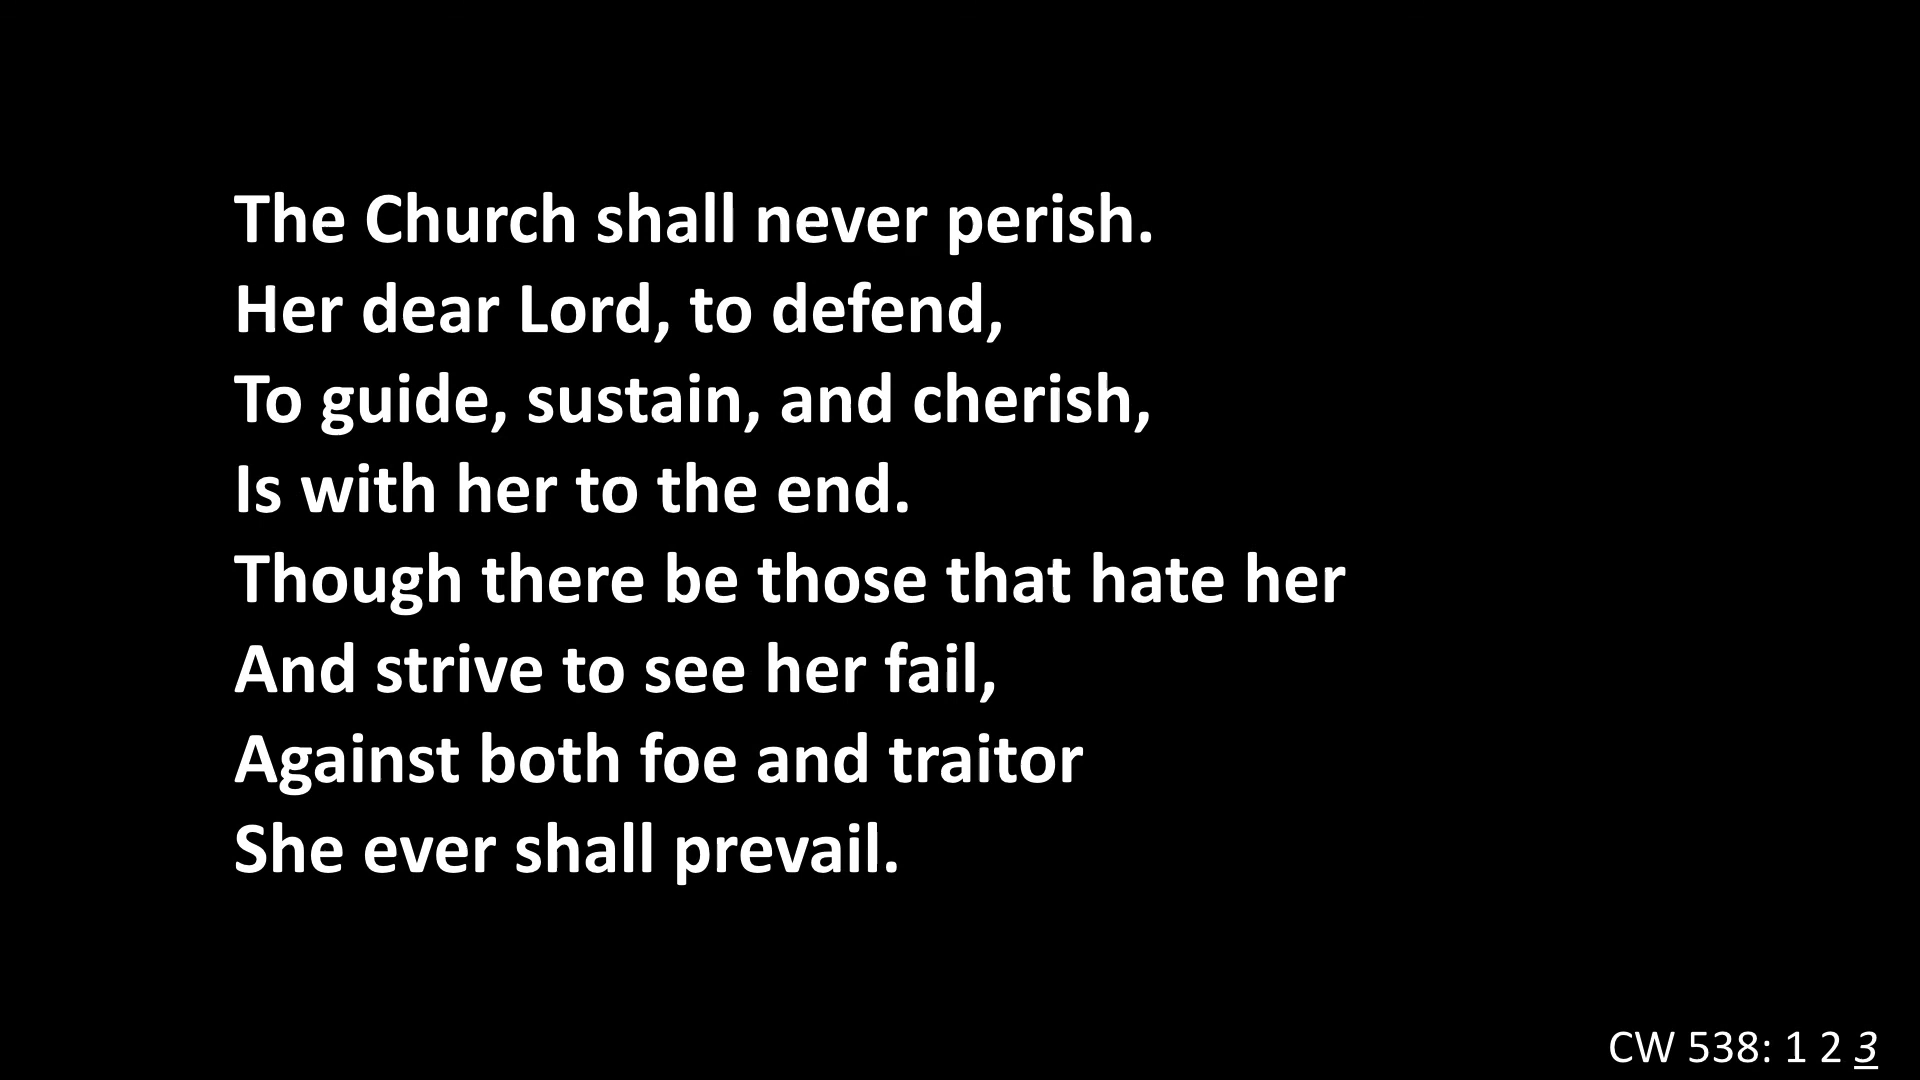 The Church shall never perish.
Her dear Lord, to defend,
To guide, sustain, and cherish,
Is with her to the end.
Though there be those that hate her
And strive to see her fail,
Against both foe and traitor
She ever shall prevail.
CW 538: 1 2 3